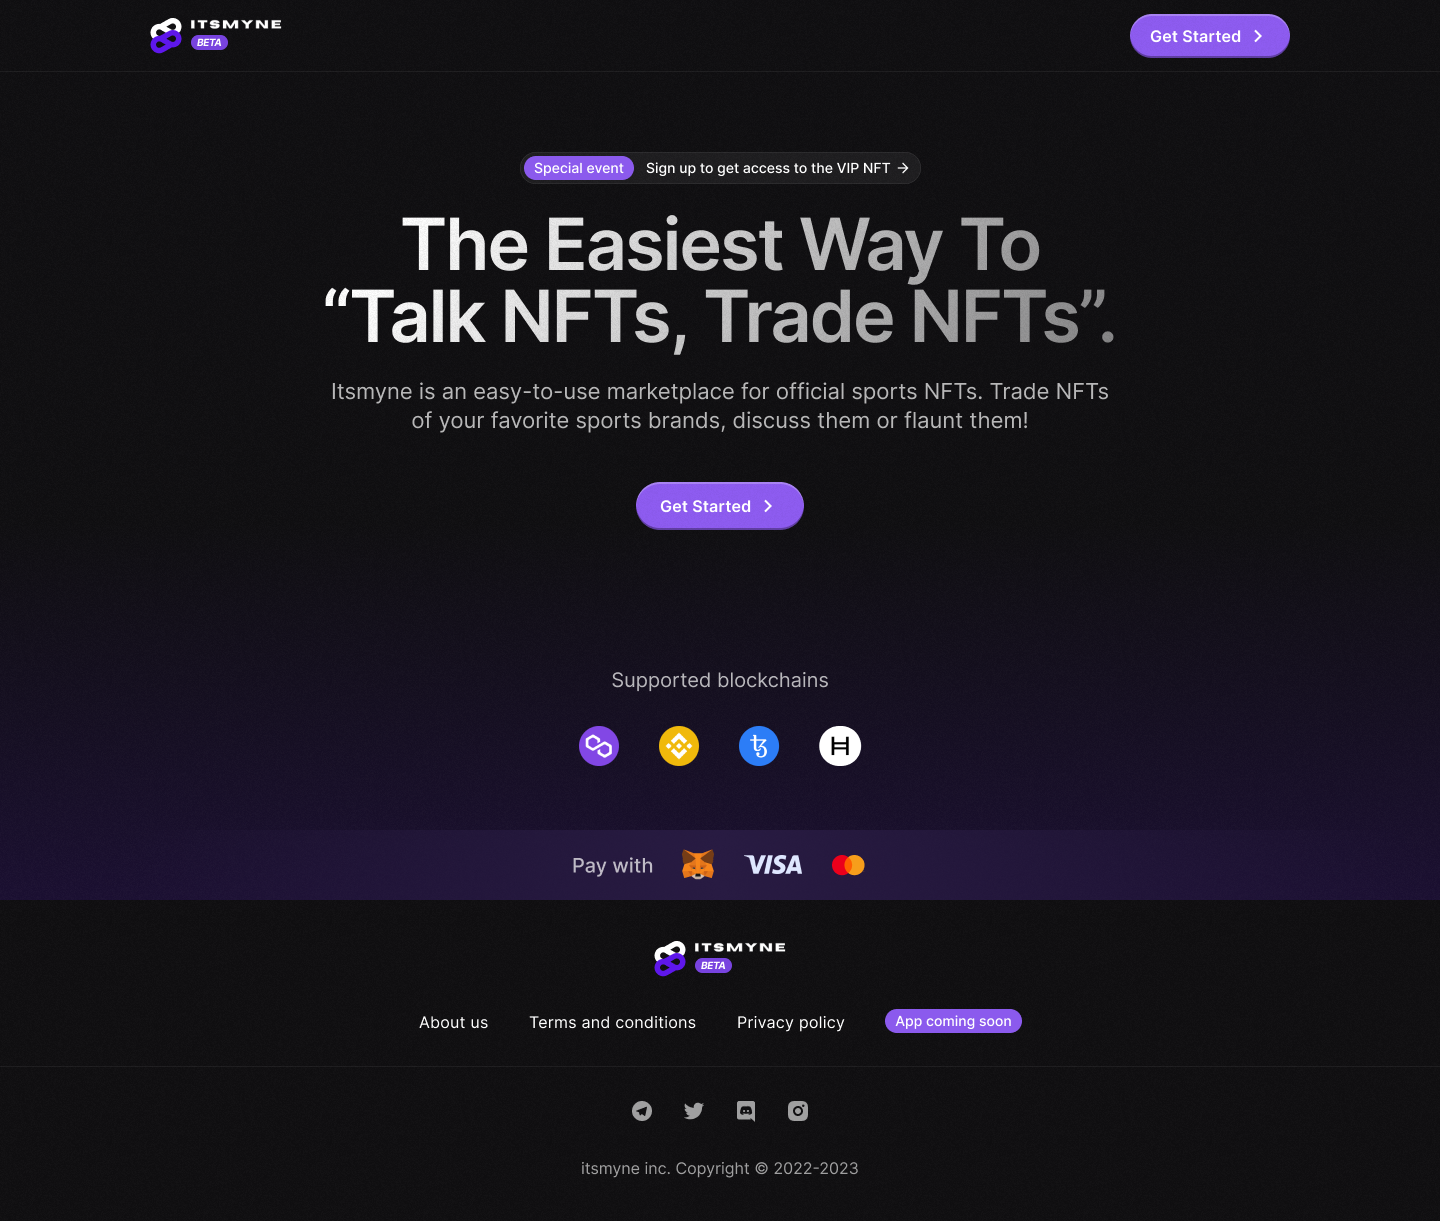 ITSMYNE
BETA
Get Started
Special event Sign up to get access to the VIP NFT
The Easiest Way To
“Talk NFTs, Trade NFTs”.
Itsmyne is an easy-to-use marketplace for official sports NFTs. Trade NFTs
of your favorite sports brands, discuss them or flaunt them!
Get Started
Supported blockchains
Pay with VISA
ITSMYNE
BETA
About us Terms and conditions Privacy policy App coming soon
itsmyne inc. Copyright © 2022-2023